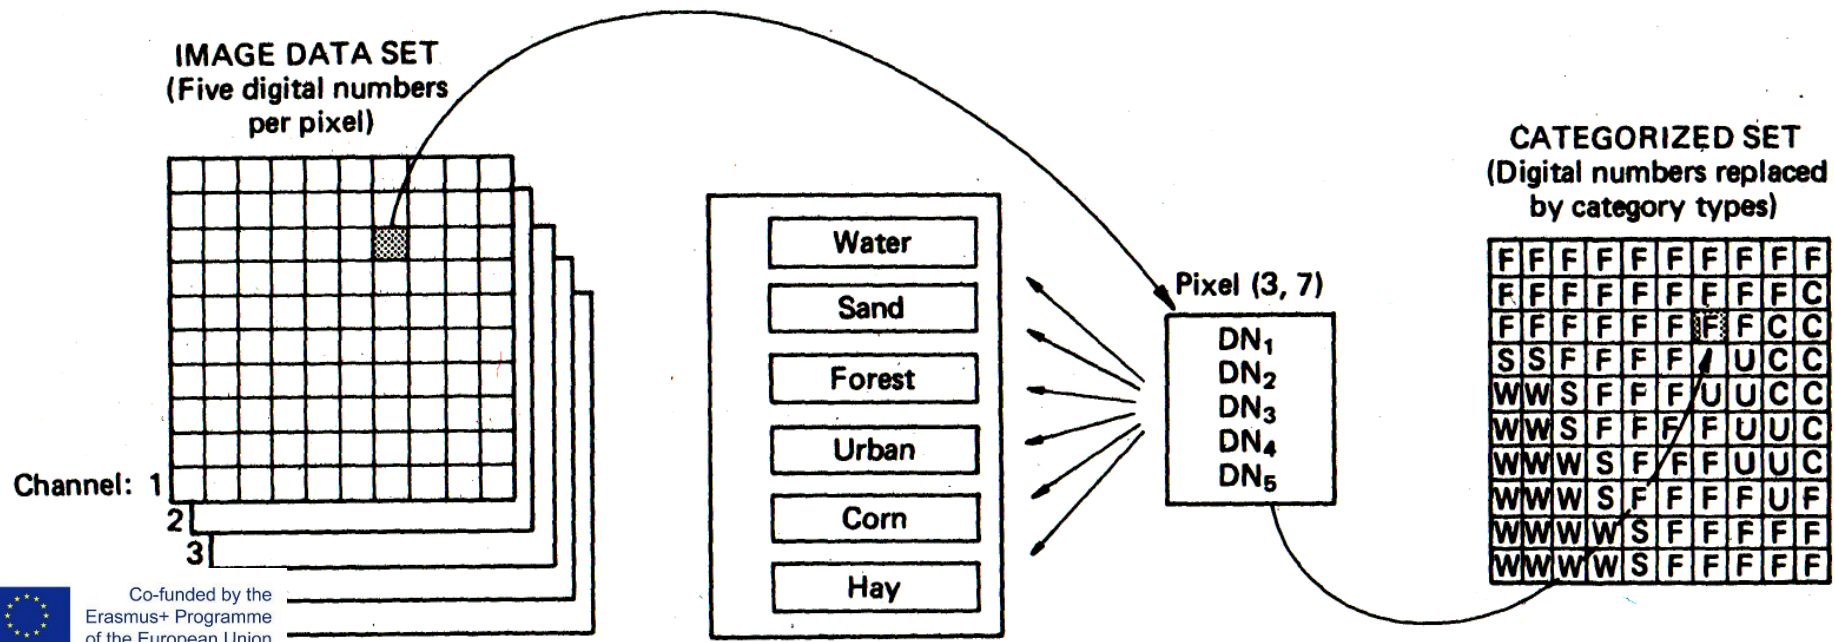 IMAGE DATA SET
(Five digital numbers
per pixel)
Channel: 1
2
3
Co-funded by the
Erasmus+ Programme
of the European Union
Water
Sand
Forest
Urban
Corn
Hay
Pixel (3, 7)
DN1
DN2
DN3
DN4
DN5
CATEGORIZED SET
(Digital numbers replaced
by category types)
F F F F F F F F F F
F F F F F F F F F C
F F F F F F F F C C
S S F F F F U C C
W W S F F F U U C C
W W S F F F F U U C
W W W S F F F U U C
W W W S F F F F U F
W W W W S F F F F F
W W W W S F F F F F